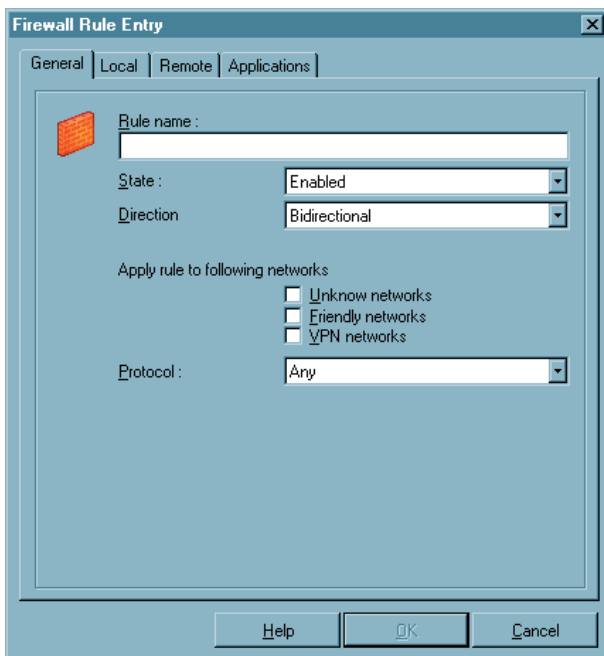 Firewall Rule Entry
General Local Remote Applications
Rule name :
State : Enabled
Direction Bidirectional
Apply rule to following networks
Unknow networks
Friendly networks
VPN networks
Protocol : Any
Help OK Cancel